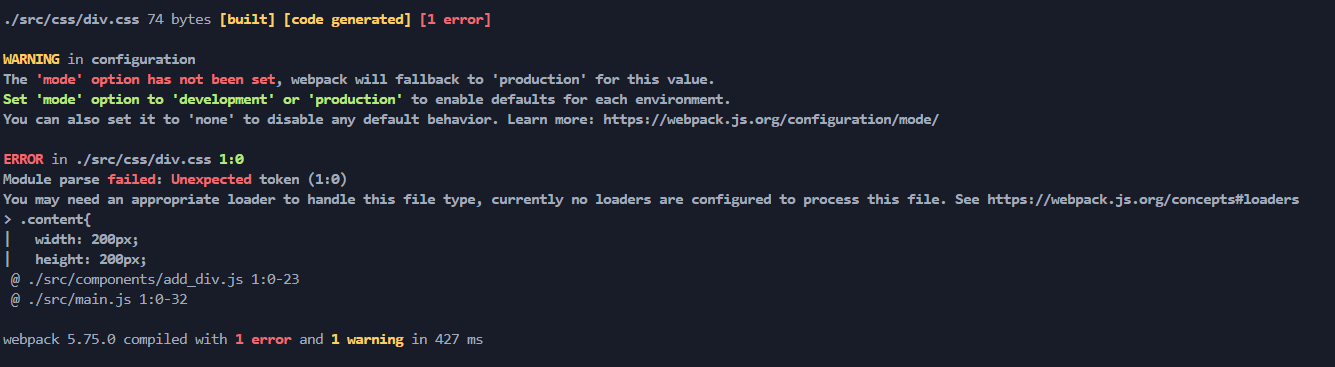 ./src/css/div.css 74 bytes [built] [code generated] [1 error]
WARNING in configuration
The 'mode' option has not been set, webpack will fallback to 'production' for this value.
Set 'mode' option to 'development' or 'production' to enable defaults for each environment.
You can also set it to 'none' to disable any default behavior. Learn more: https://webpack.js.org/configuration/mode/
ERROR in ./src/css/div.css 1:0
Module parse failed: Unexpected token (1:0)
You may need an appropriate loader to handle this file type, currently no loaders are configured to process this file. See https://webpack.js.org/concepts#loaders
> .content{
|   width: 200px;
|   height: 200px;
 @ ./src/components/add_div.js 1:0-23
 @ ./src/main.js 1:0-32
webpack 5.75.0 compiled with 1 error and 1 warning in 427 ms